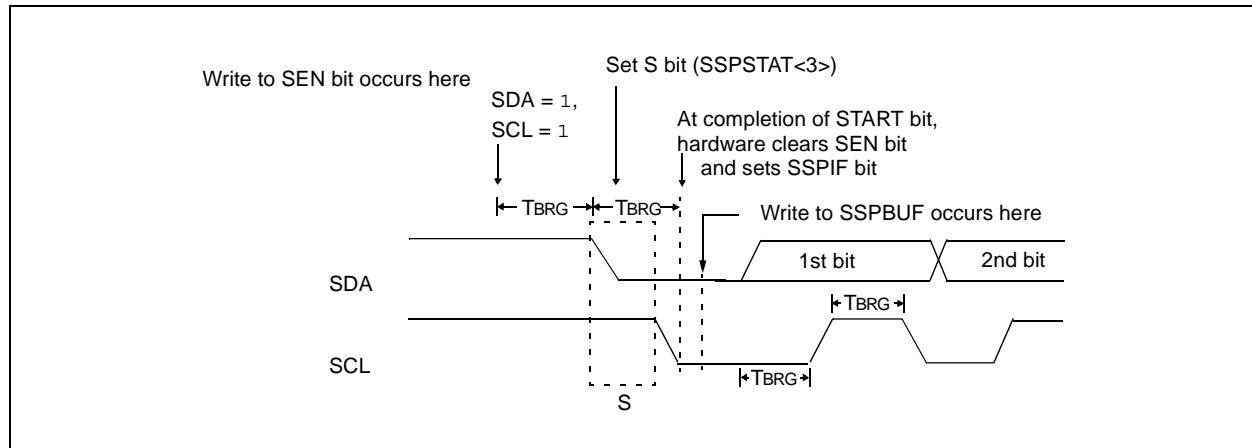 Write to SEN bit occurs here
Set S bit (SSPSTAT<3>)
SDA = 1,
SCL = 1
At completion of START bit,
hardware clears SEN bit
and sets SSPIF bit
TBRG
TBRG
Write to SSPBUF occurs here
1st bit
2nd bit
SDA
TBRG
SCL
TBRG
S